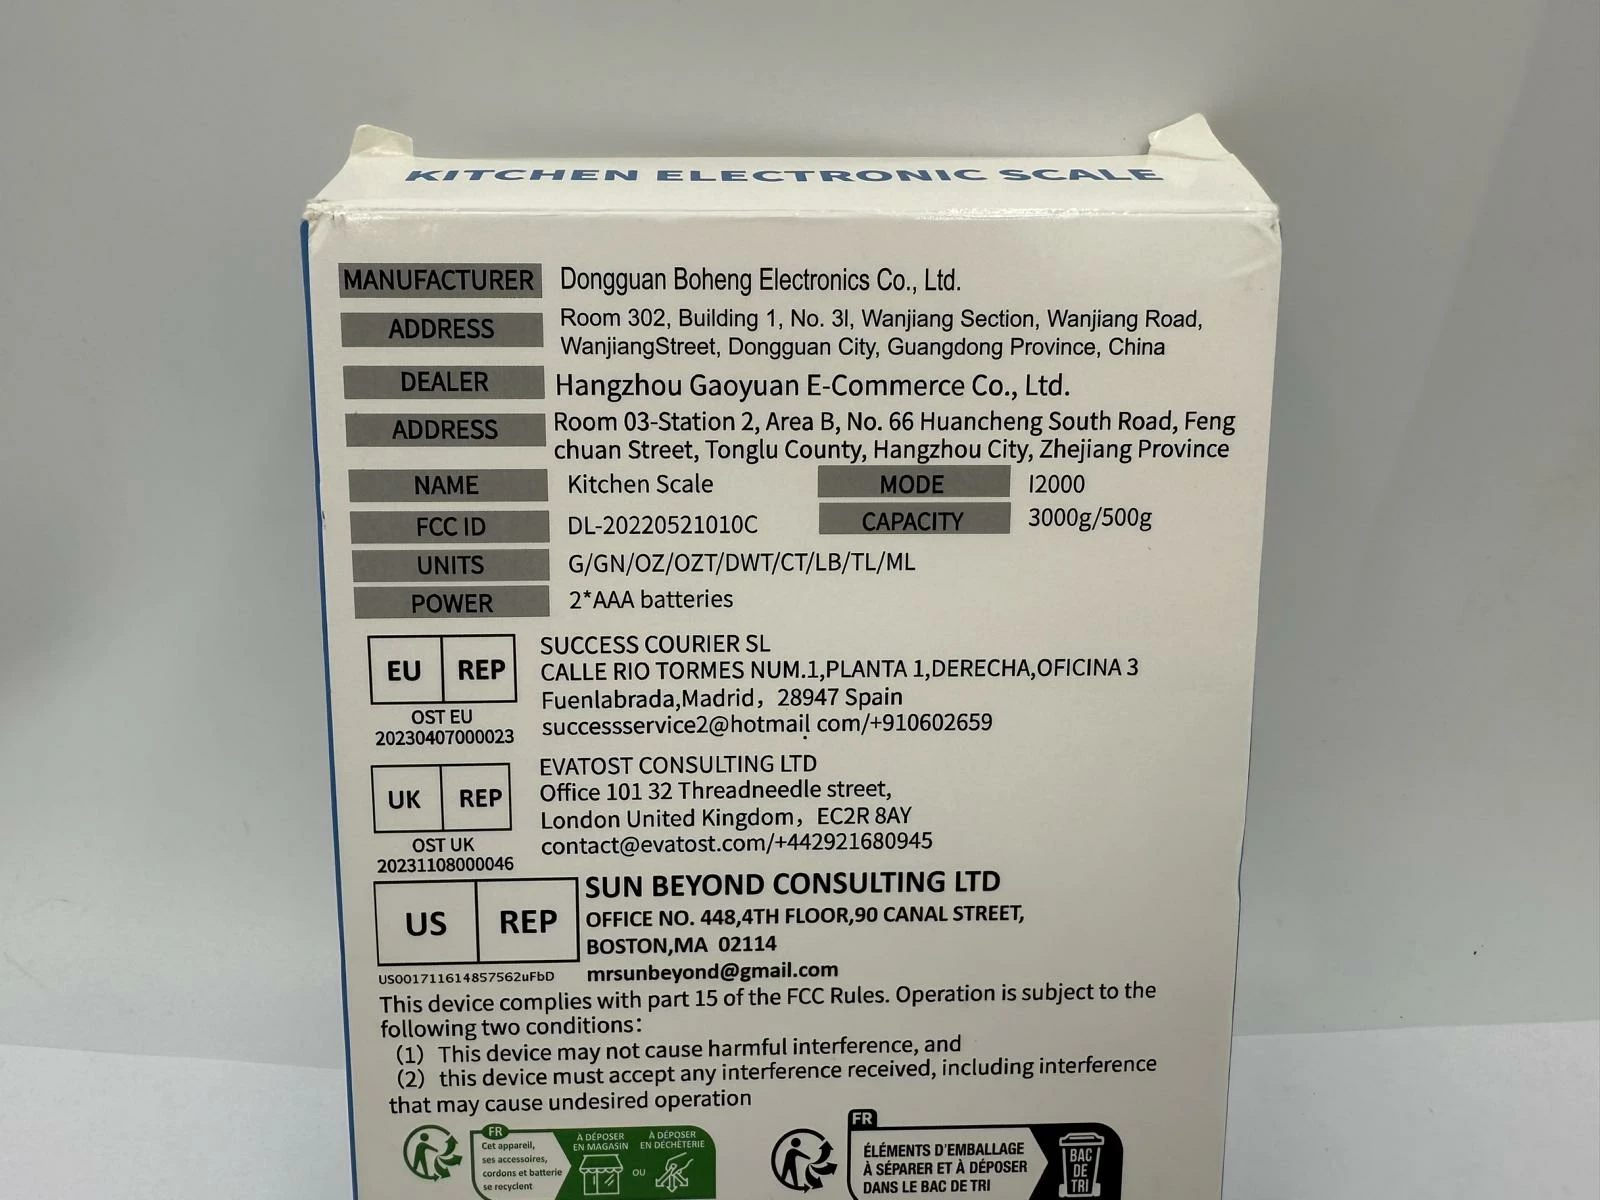 KITCHEN ELECTRONIC SCALE
MANUFACTURER Dongguan Boheng Electronics Co., Ltd.
ADDRESS Room 302, Building 1, No. 3l, Wanjiang Section, Wanjiang Road,
WanjiangStreet, Dongguan City, Guangdong Province, China
DEALER Hangzhou Gaoyuan E-Commerce Co., Ltd.
ADDRESS Room 03-Station 2, Area B, No. 66 Huancheng South Road, Feng
chuan Street, Tonglu County, Hangzhou City, Zhejiang Province
NAME Kitchen Scale MODE I2000
FCC ID DL-20220521010C CAPACITY 3000g/500g
UNITS G/GN/OZ/OZT/DWT/CT/LB/TL/ML
POWER 2*AAA batteries
EU REP
OST EU
20230407000023
SUCCESS COURIER SL
CALLE RIO TORMES NUM.1,PLANTA 1,DERECHA,OFICINA 3
Fuenlabrada,Madrid, 28947 Spain
successservice2@hotmail com/+910602659
UK REP
OST UK
20231108000046
EVATOST CONSULTING LTD
Office 101 32 Threadneedle street,
London United Kingdom, EC2R 8AY
contact@evatost.com/+442921680945
US REP
US001711614857562uFbD
SUN BEYOND CONSULTING LTD
OFFICE NO. 448,4TH FLOOR,90 CANAL STREET,
BOSTON,MA 02114
mrsunbeyond@gmail.com
This device complies with part 15 of the FCC Rules. Operation is subject to the
following two conditions:
(1) This device may not cause harmful interference, and
(2) this device must accept any interference received, including interference
that may cause undesired operation
FR
Cet appareil,
ses accessoires,
cordons et batterie
se recyclent
À DÉPOSER
EN MAGASIN
OU
À DÉPOSER
EN DÉCHÈTERIE
FR
ÉLÉMENTS D'EMBALLAGE
À SÉPARER ET À DÉPOSER
DANS LE BAC DE TRI
BAC
DE
TRI